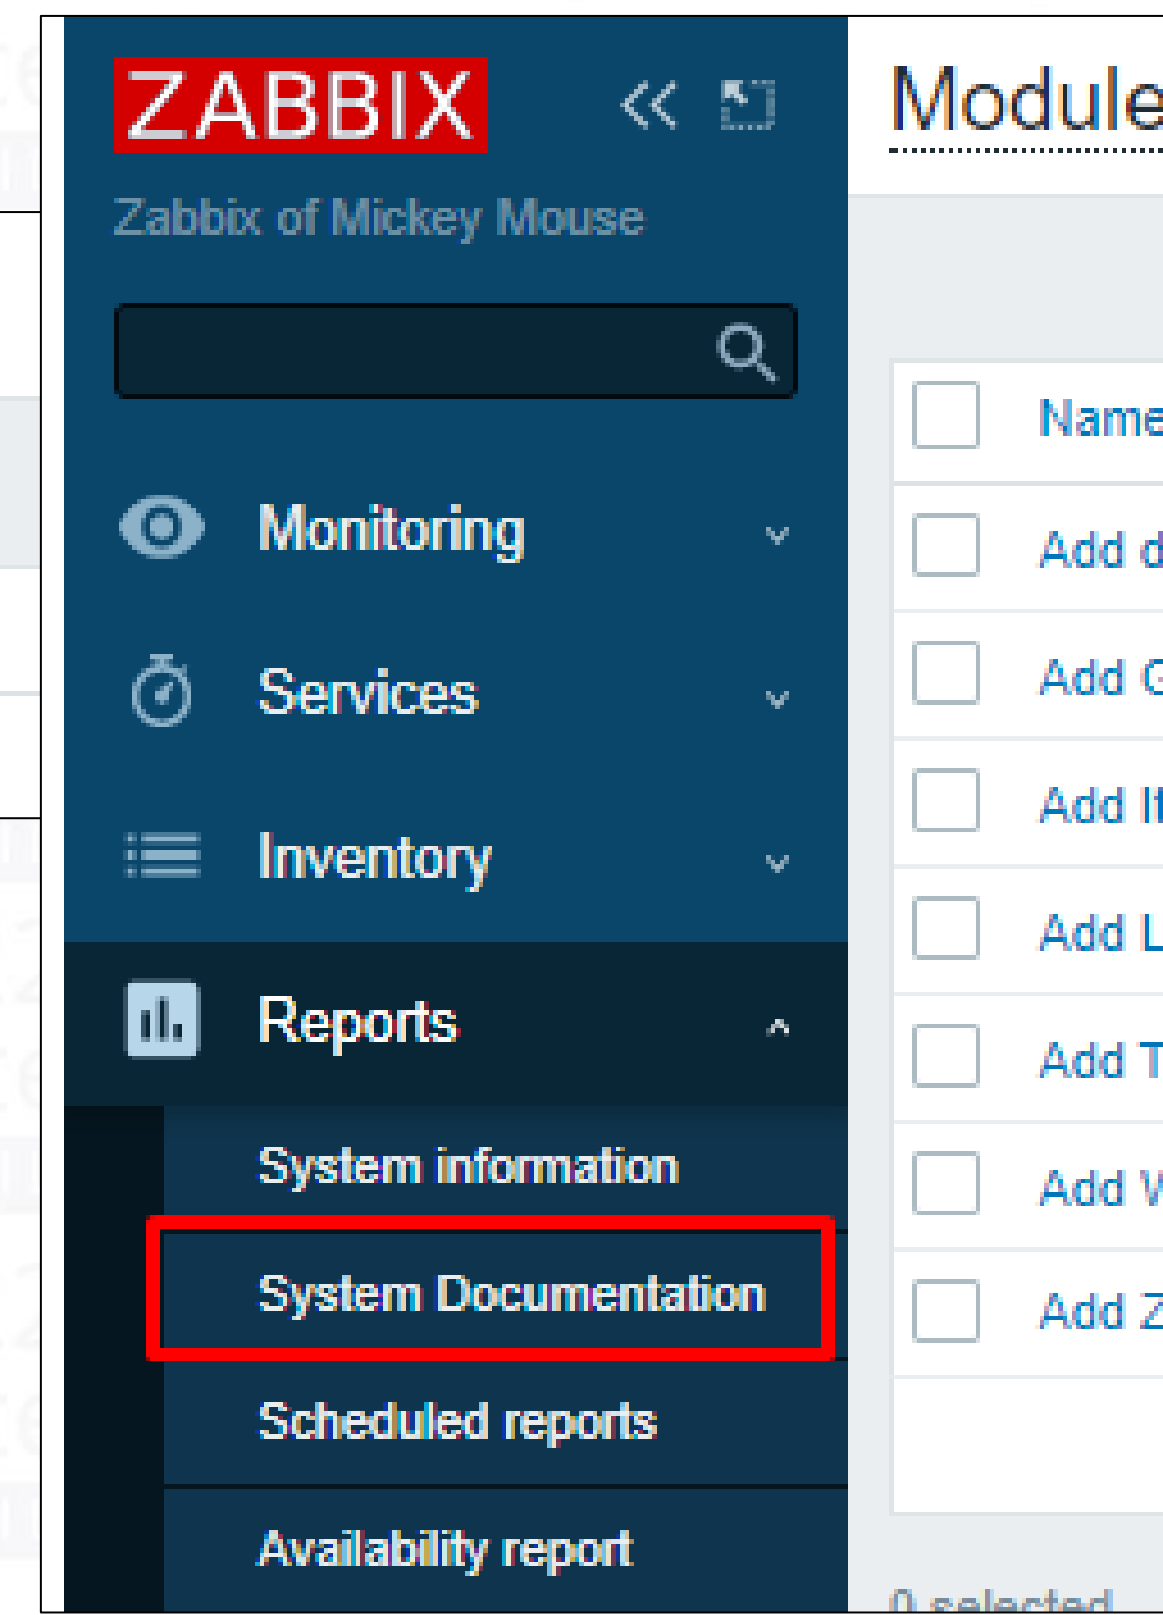 ZABBIX
Zabbix of Mickey Mouse
Monitoring
Services
Inventory
Reports
System information
System Documentation
Scheduled reports
Availability report
Module
Name
Add
Add
Add
Add
Add
Add
Add
0 selected